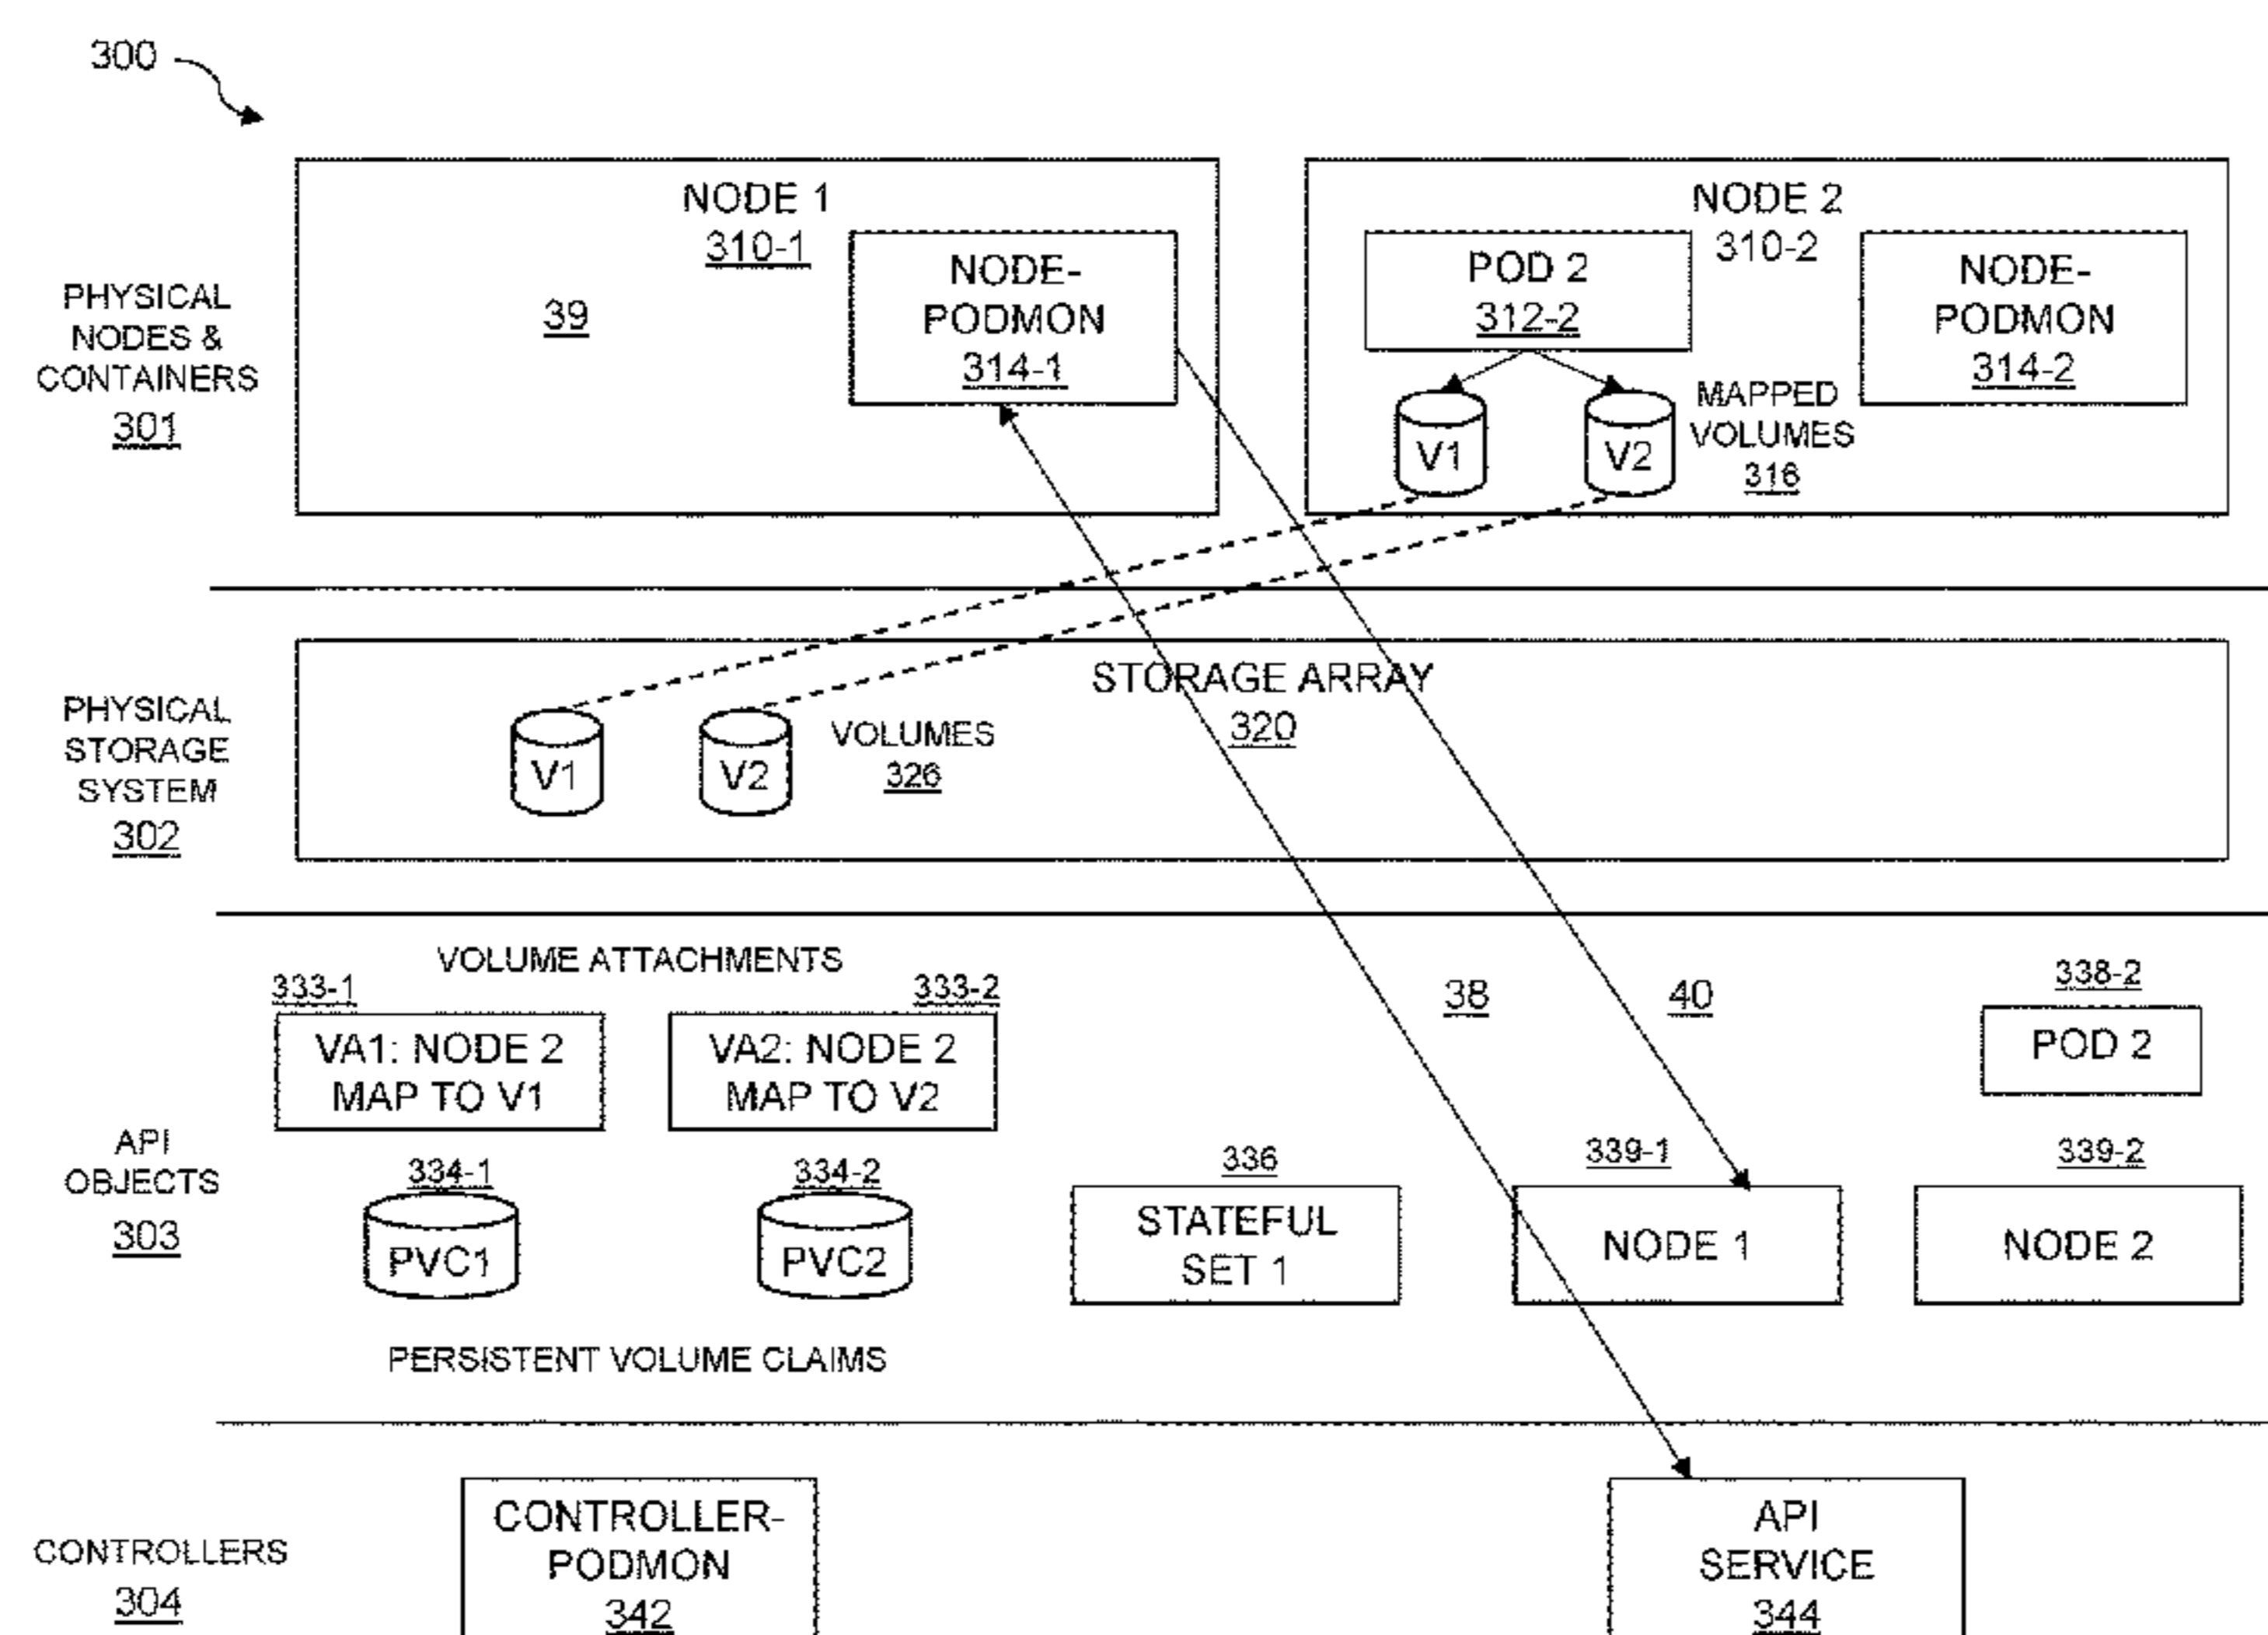 300
NODE 1
310-1
39
NODE-
PODMON
314-1
NODE 2
310-2
POD 2
312-2
NODE-
PODMON
314-2
V1
V2
MAPPED
VOLUMES
316
PHYSICAL
NODES &
CONTAINERS
301
STORAGE ARRAY
320
V1
V2
VOLUMES
326
PHYSICAL
STORAGE
SYSTEM
302
VOLUME ATTACHMENTS
333-1
333-2
VA1: NODE 2
MAP TO V1
VA2: NODE 2
MAP TO V2
38
40
338-2
POD 2
API
OBJECTS
303
334-1
PVC1
334-2
PVC2
336
STATEFUL
SET 1
339-1
NODE 1
339-2
NODE 2
PERSISTENT VOLUME CLAIMS
CONTROLLERS
304
CONTROLLER-
PODMON
342
API
SERVICE
344